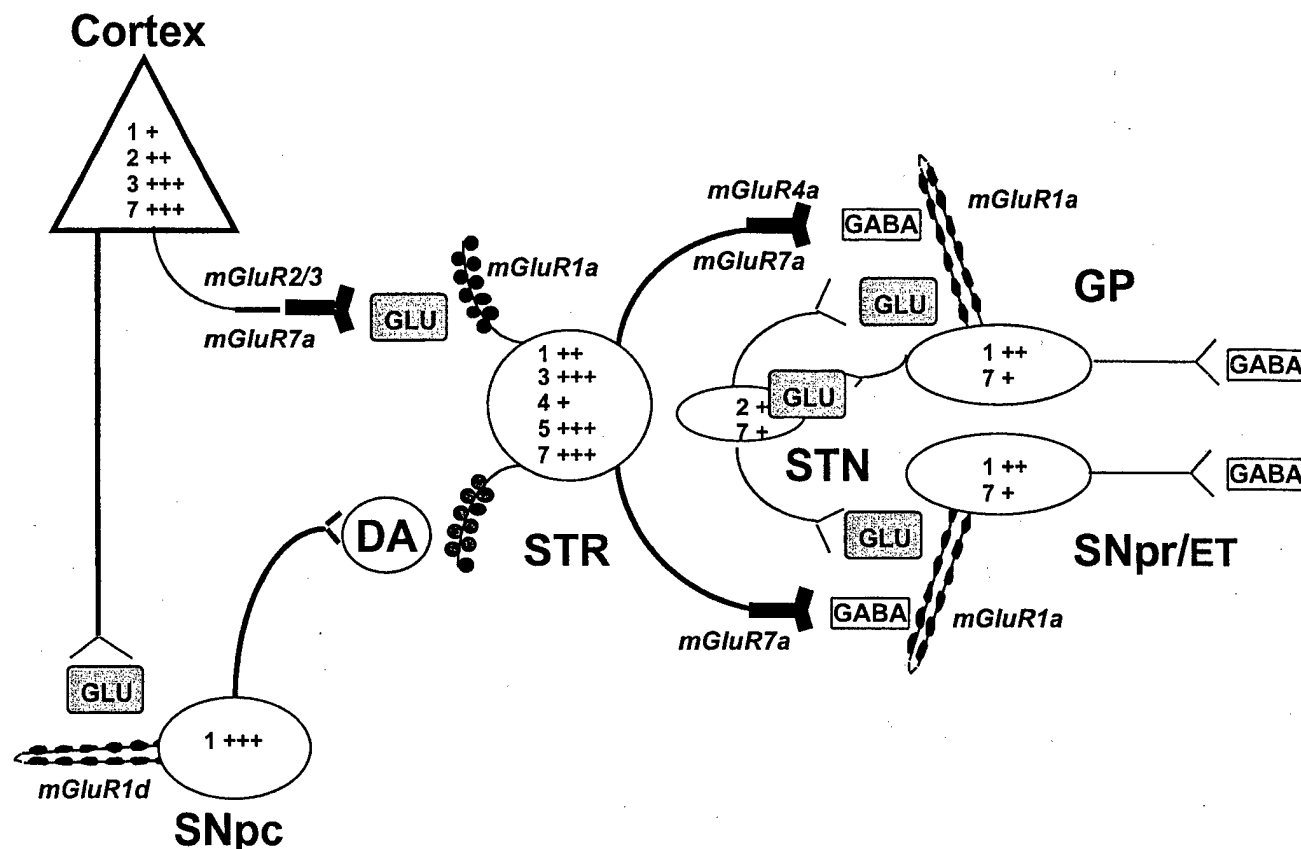 Cortex
1 +
2 ++
3 +++
7 +++
mGluR2/3
mGluR7a
GLU
mGluR1a
1 ++
3 +++
4 +
5 +++
7 +++
STR
DA
GLU
1 +++
mGluR1d
SNpc
mGluR4a
mGluR7a
GABA
mGluR1a
GLU
GP
1 ++
7 +
GABA
2 +
7 +
GLU
STN
1 ++
7 +
GABA
GLU
SNpr/ET
mGluR7a
GABA
mGluR1a